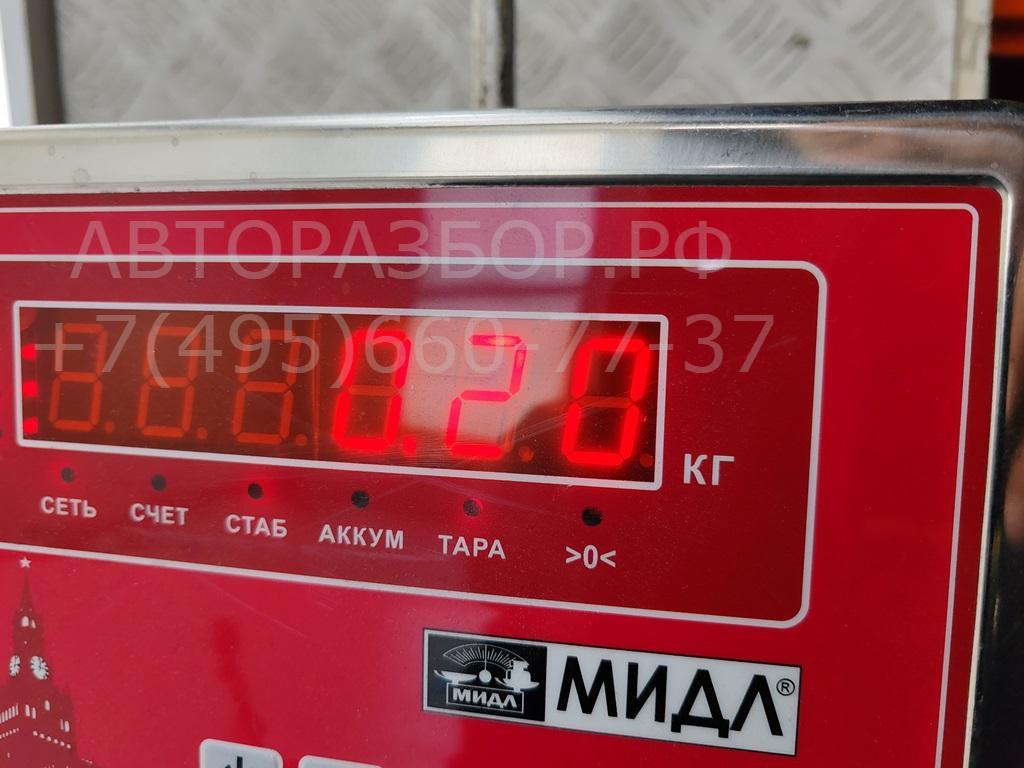 АВТОРАЗБОР.РФ
+7(495)660-77-37
0.20
КГ
СЕТЬ СЧЕТ СТАБ АККУМ ТАРА >0<
МИДЛ МИДЛ®